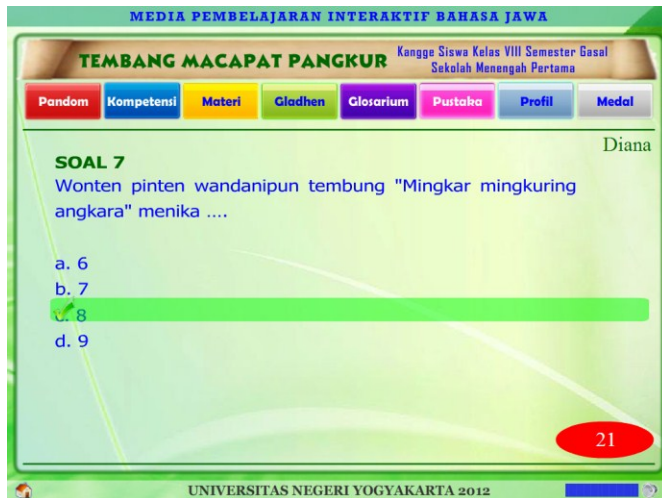 MEDIA PEMBELAJARAN INTERAKTIF BAHASA JAWA
TEMBANG MACAPAT PANGKUR
Kangge Siswa Kelas VIII Semester Gasal
Sekolah Menengah Pertama
Pandom Kompetensi Materi Gladhen Glosarium Pustaka Profil Medal
Diana
SOAL 7
Wonten pinten wandanipun tembung "Mingkar mingkuring
angkara" menika ....
a. 6
b. 7
c. 8
d. 9
21
UNIVERSITAS NEGERI YOGYAKARTA 2012